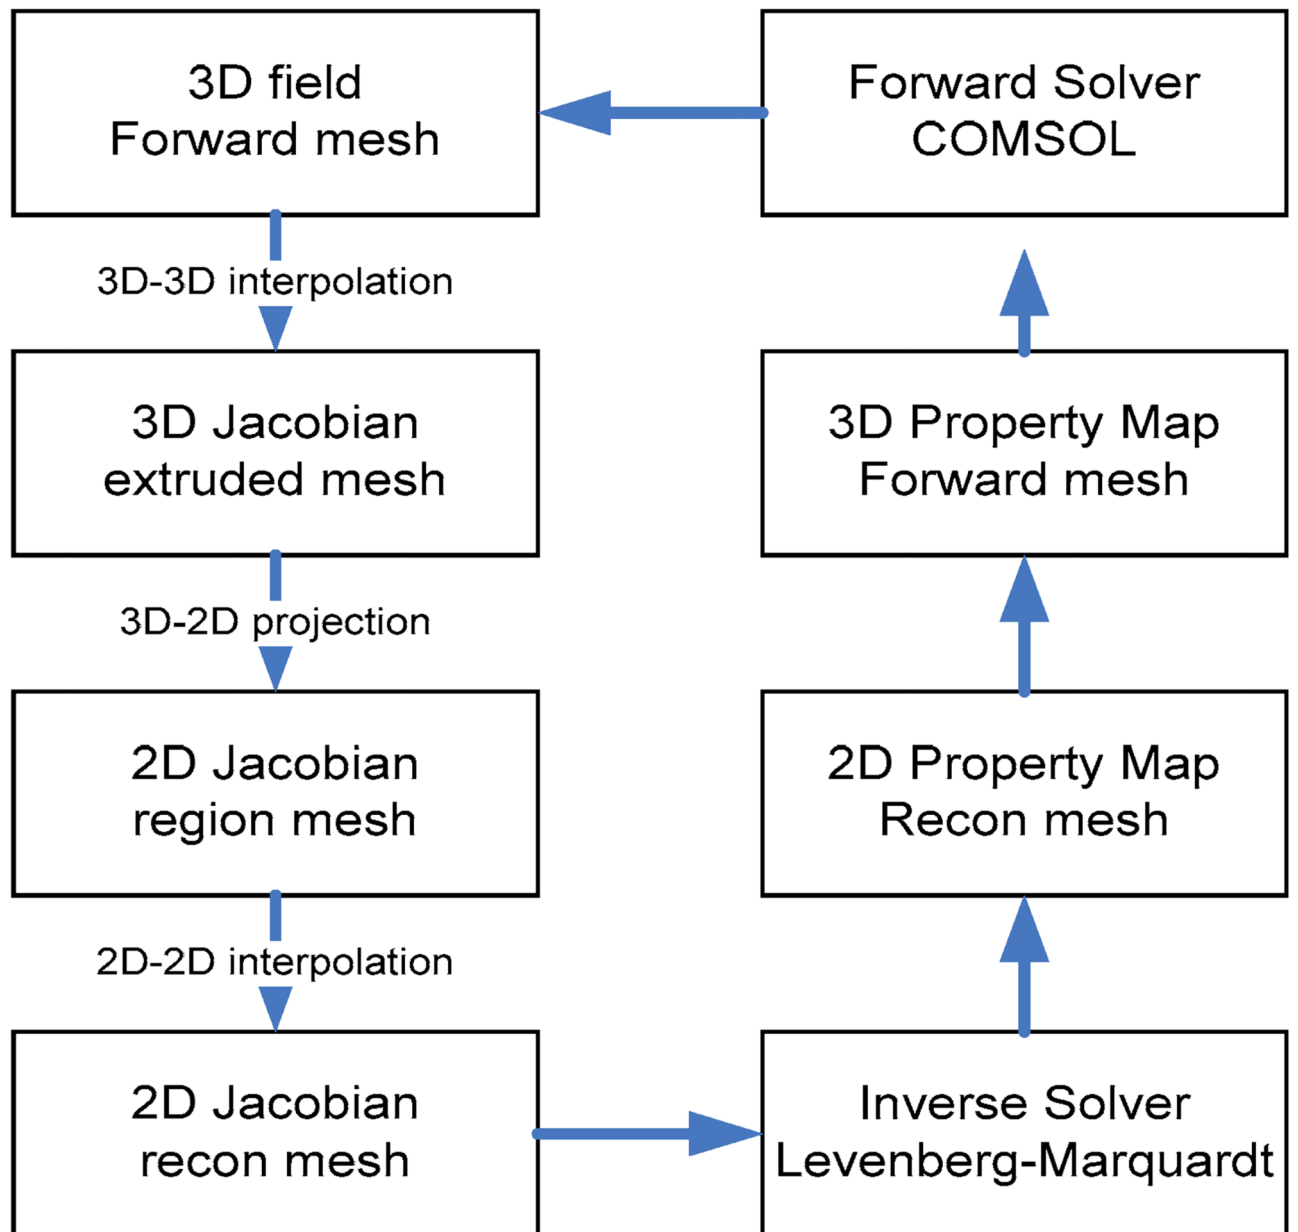 3D field
Forward mesh
Forward Solver
COMSOL
3D-3D interpolation
3D Jacobian
extruded mesh
3D Property Map
Forward mesh
3D-2D projection
2D Jacobian
region mesh
2D Property Map
Recon mesh
2D-2D interpolation
2D Jacobian
recon mesh
Inverse Solver
Levenberg-Marquardt